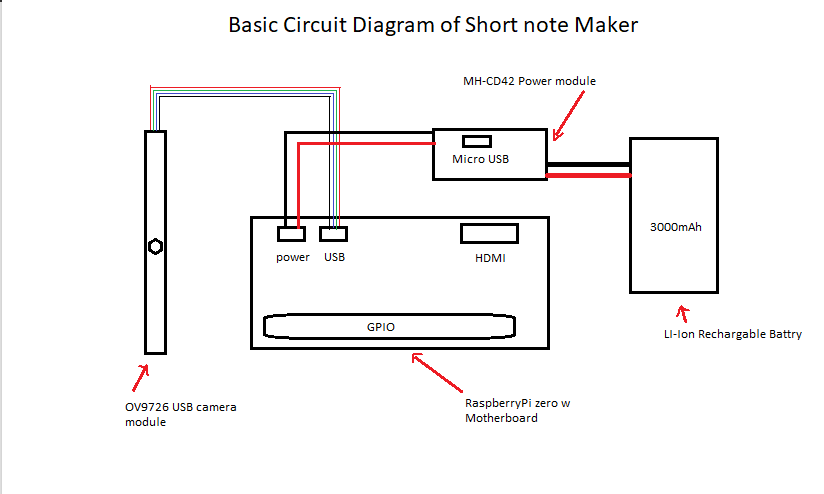 Basic Circuit Diagram of Short note Maker
MH-CD42 Power module
Micro USB
3000mAh
power
USB
HDMI
GPIO
LI-Ion Rechargable Battry
OV9726 USB camera
module
RaspberryPi zero w
Motherboard